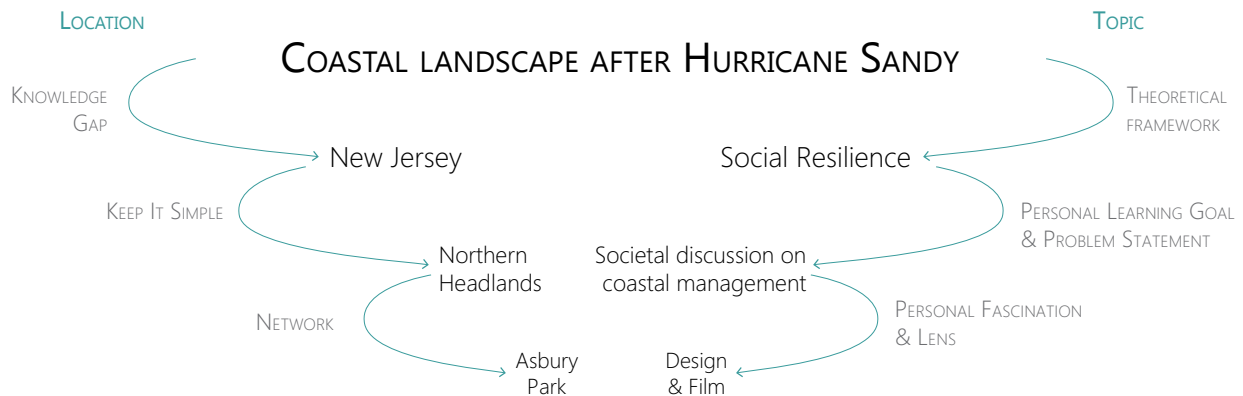 Location
Topic
Coastal landscape after Hurricane Sandy
Knowledge
Gap
Theoretical
framework
New Jersey
Social Resilience
Keep It Simple
Personal Learning Goal
& Problem Statement
Northern
Headlands
Societal discussion on
coastal management
Network
Personal Fascination
& Lens
Asbury
Park
Design
& Film